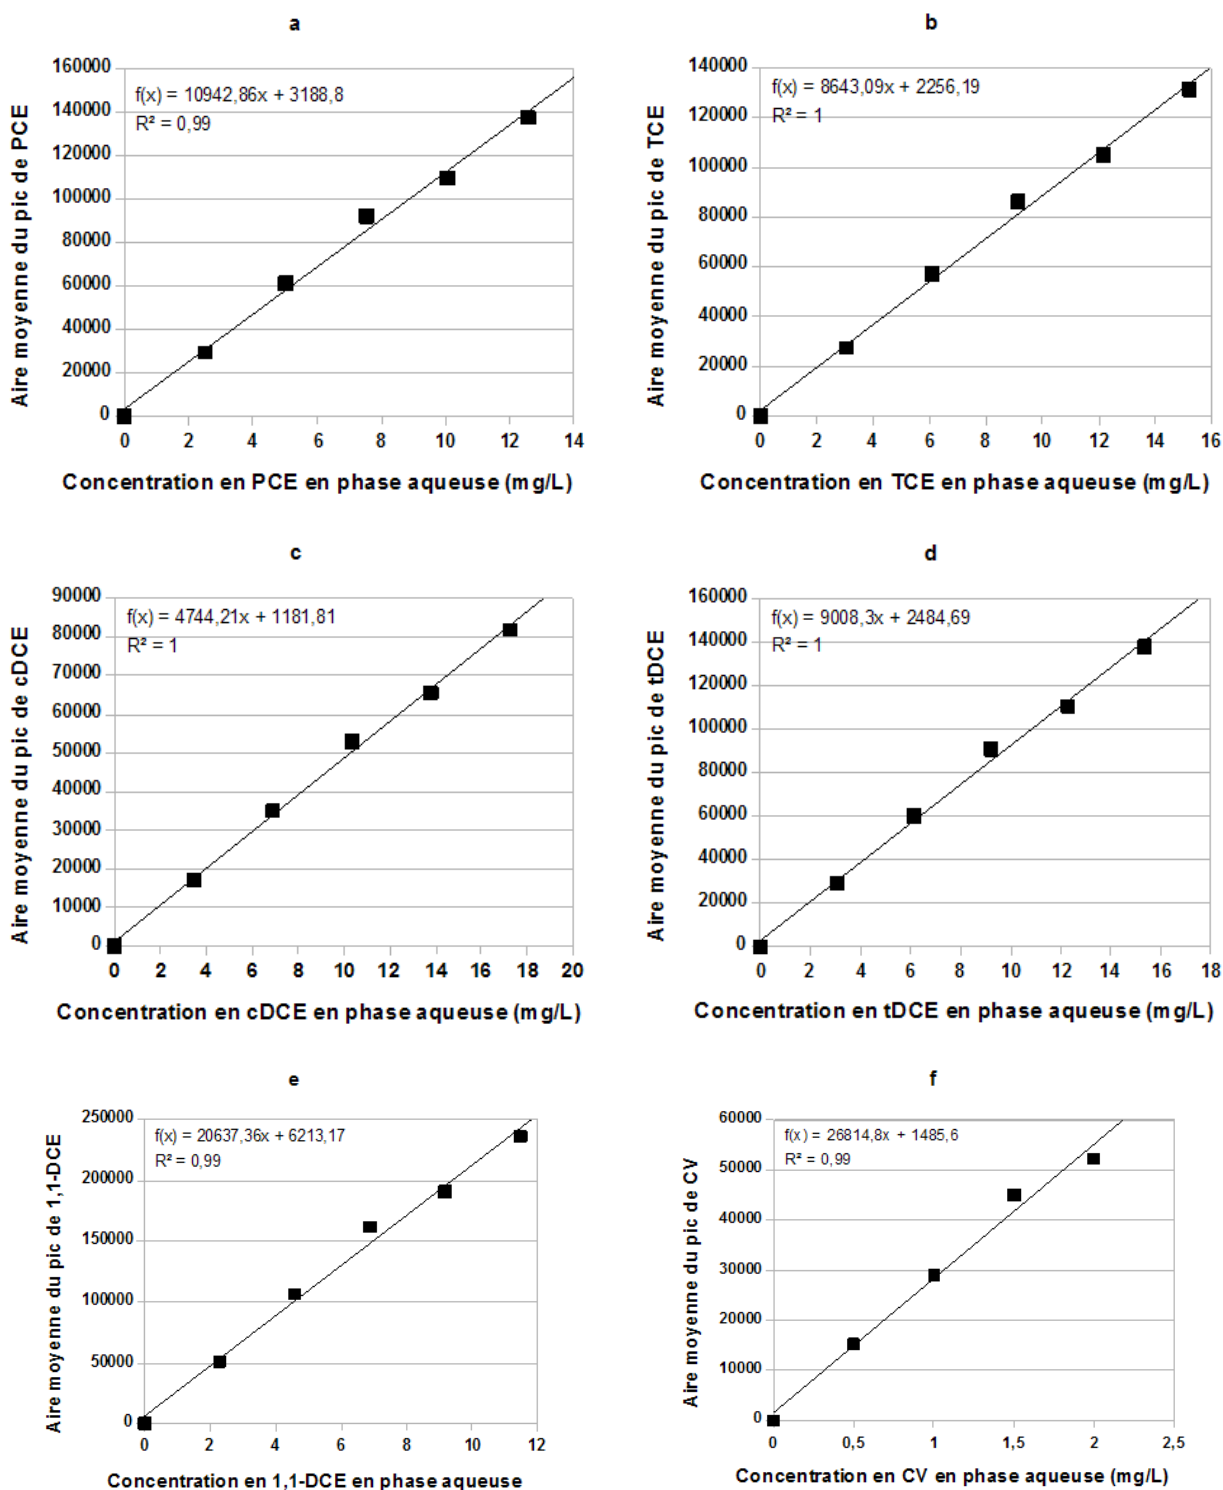 a
f(x) = 10942,86x + 3188,8
R² = 0,99
Aire moyenne du pic de PCE
160000
140000
120000
100000
80000
60000
40000
20000
0
0 2 4 6 8 10 12 14
Concentration en PCE en phase aqueuse (mg/L)
b
f(x) = 8643,09x + 2256,19
R² = 1
Aire moyenne du pic de TCE
140000
120000
100000
80000
60000
40000
20000
0
0 2 4 6 8 10 12 14 16
Concentration en TCE en phase aqueuse (mg/L)
c
f(x) = 4744,21x + 1181,81
R² = 1
Aire moyenne du pic de cDCE
90000
80000
70000
60000
50000
40000
30000
20000
10000
0
0 2 4 6 8 10 12 14 16 18 20
Concentration en cDCE en phase aqueuse (mg/L)
d
f(x) = 9008,3x + 2484,69
R² = 1
Aire moyenne du pic de tDCE
160000
140000
120000
100000
80000
60000
40000
20000
0
0 2 4 6 8 10 12 14 16 18
Concentration en tDCE en phase aqueuse (mg/L)
e
f(x) = 20637,36x + 6213,17
R² = 0,99
Aire moyenne du pic de 1,1-DCE
250000
200000
150000
100000
50000
0
0 2 4 6 8 10 12
Concentration en 1,1-DCE en phase aqueuse
f
f(x) = 26814,8x + 1485,6
R² = 0,99
Aire moyenne du pic de CV
60000
50000
40000
30000
20000
10000
0
0 0,5 1 1,5 2 2,5
Concentration en CV en phase aqueuse (mg/L)